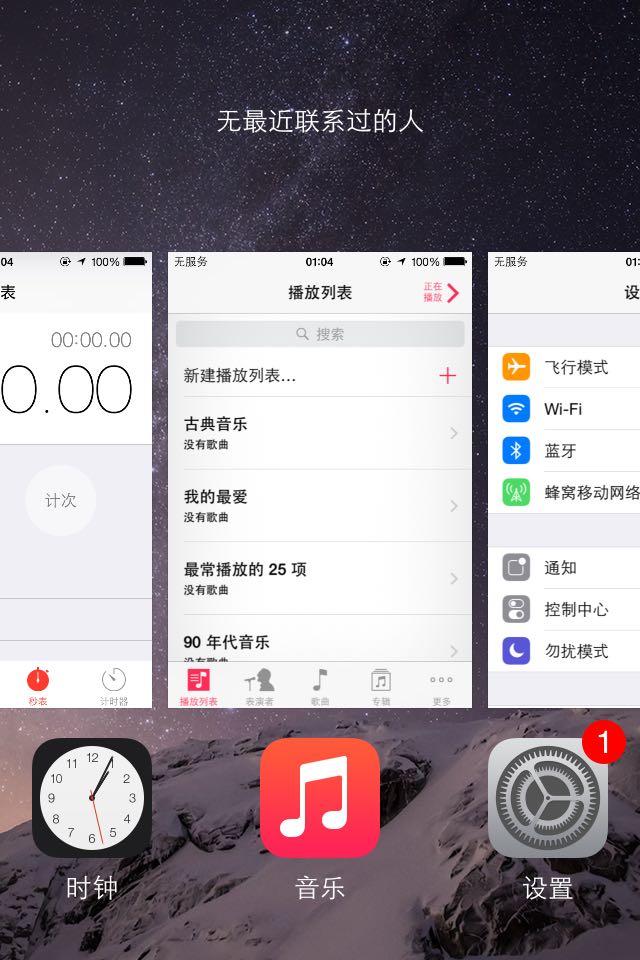 无最近联系过的人
04
100%
表
00:00.00
0.00
计次
秒表
计时器
无服务
01:04
100%
播放列表
正在
播放
搜索
新建播放列表...
古典音乐
没有歌曲
我的最爱
没有歌曲
最常播放的 25 项
没有歌曲
90 年代音乐
没有歌曲
播放列表
表演者
歌曲
专辑
更多
无服务
01:
设
飞行模式
Wi-Fi
蓝牙
蜂窝移动网络
通知
控制中心
勿扰模式
12
1
2
3
4
5
6
7
8
9
10
11
1
时钟
音乐
设置